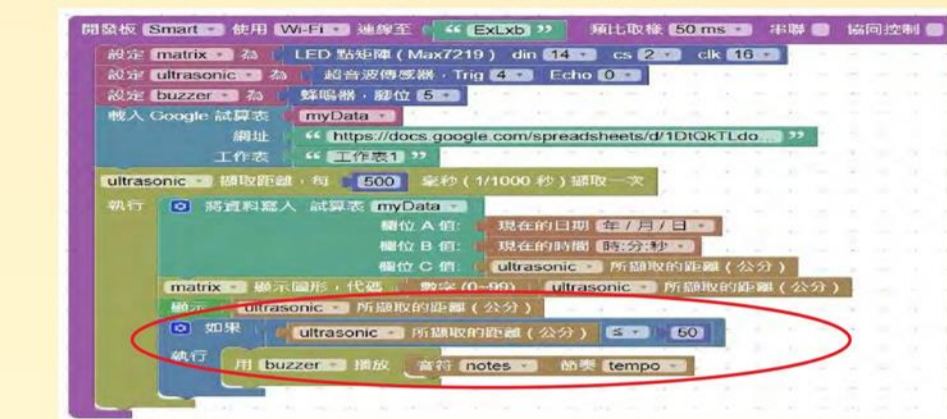 開發板 Smart 使用 Wi-Fi 連線至 “ ExLxb ” 類比取樣 50 ms 串聯 協同控制
設定 matrix 為 LED 點矩陣 ( Max7219 ) din 14 cs 2 clk 16
設定 ultrasonic 為 超音波傳感器,Trig 4 Echo 0
設定 buzzer 為 蜂鳴器,腳位 5
載入 Google 試算表 myData
網址 “ https://docs.google.com/spreadsheets/d/1DtQkTLdo... ”
工作表 “ 工作表1 ”
ultrasonic 擷取距離,每 500 毫秒 ( 1/1000 秒 ) 擷取一次
執行 將資料寫入 試算表 myData
欄位 A 值: 現在的日期 年/月/日
欄位 B 值: 現在的時間 時:分:秒
欄位 C 值: ultrasonic 所擷取的距離 ( 公分 )
matrix 顯示圖形,代碼 數字 (0~99) ultrasonic 所擷取的距離 ( 公分 )
顯示 ultrasonic 所擷取的距離 ( 公分 )
如果 ultrasonic 所擷取的距離 ( 公分 ) ≤ 50
執行 用 buzzer 播放 音符 notes 節奏 tempo